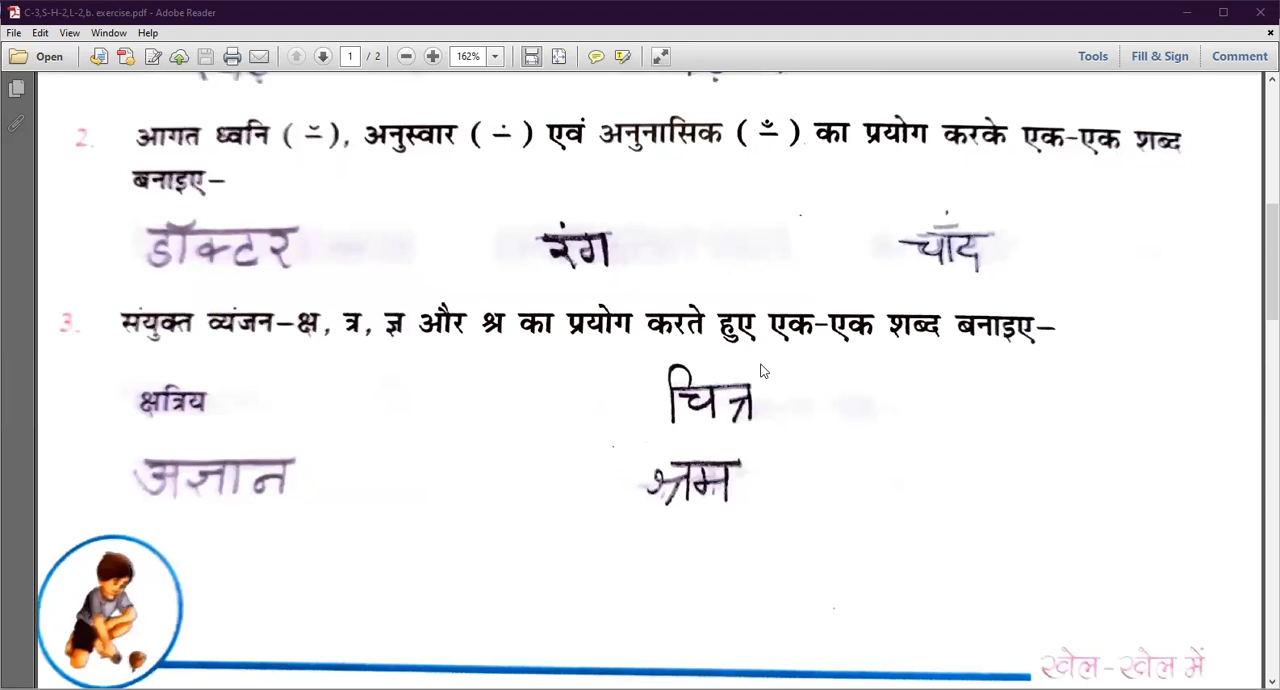 C-3,S-H-2,L-2,b. exercise.pdf - Adobe Reader
File Edit View Window Help
Open 1 / 2 162% Tools Fill & Sign Comment
2. आगत ध्वनि ( ॅ ), अनुस्वार ( ं ) एवं अनुनासिक ( ँ ) का प्रयोग करके एक-एक शब्द
बनाइए-
डॉक्टर रंग चाँद
3. संयुक्त व्यंजन-क्ष, त्र, ज्ञ और श्र का प्रयोग करते हुए एक-एक शब्द बनाइए-
क्षत्रिय चित्र
अज्ञान श्रम
खेल-खेल में